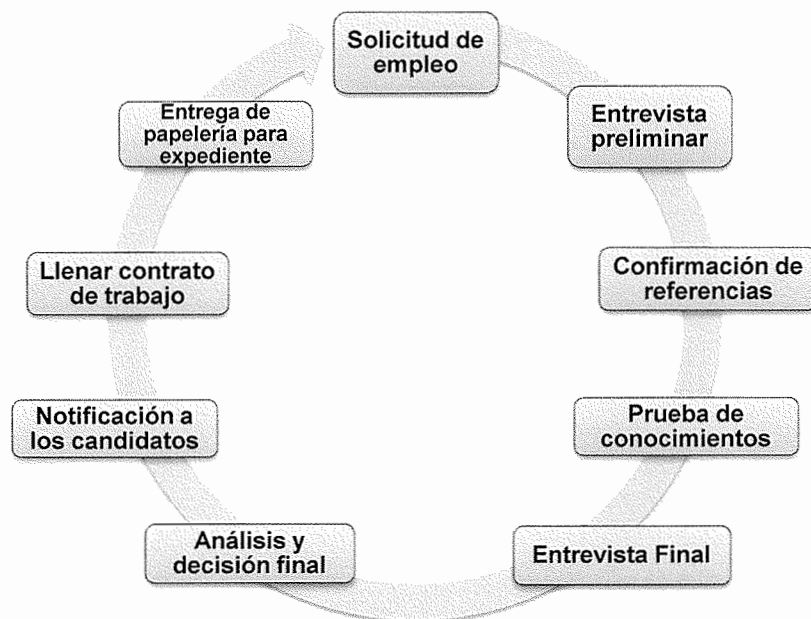 Solicitud de
empleo
Entrevista
preliminar
Confirmación de
referencias
Prueba de
conocimientos
Entrevista Final
Análisis y
decisión final
Notificación a
los candidatos
Llenar contrato
de trabajo
Entrega de
papelería para
expediente